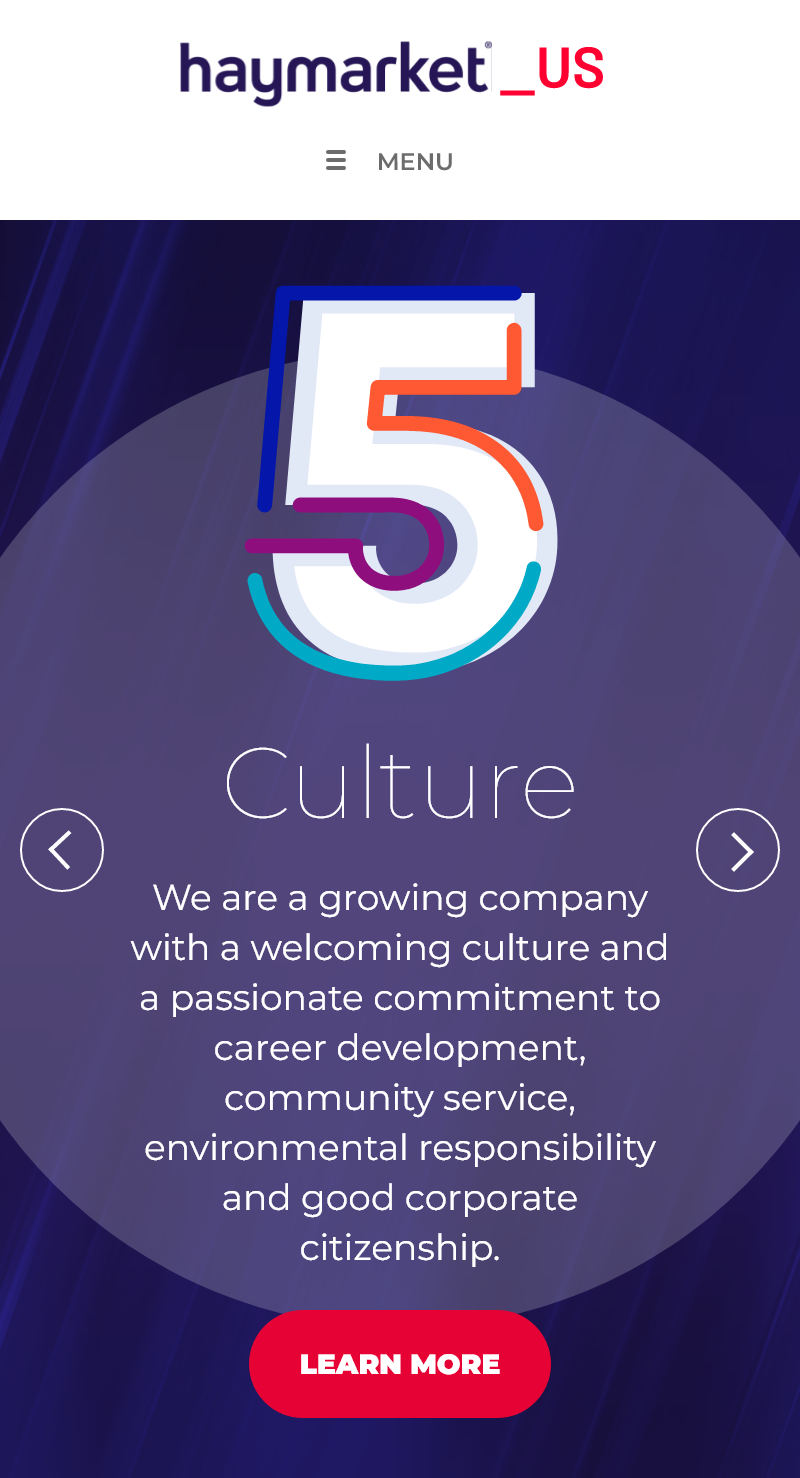 haymarket® _US
MENU
5
Culture
We are a growing company
with a welcoming culture and
a passionate commitment to
career development,
community service,
environmental responsibility
and good corporate
citizenship.
LEARN MORE